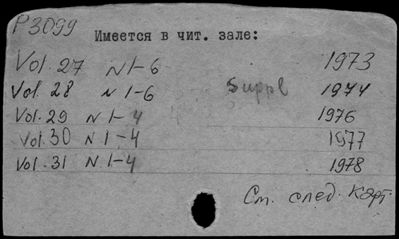 P3099
Имеется в чит. зале:
Vol. 27 N 1-6 1973
Vol. 28 N 1-6 Suppl 1974
Vol. 29 N 1-4 1976
Vol. 30 N 1-4 1977
Vol. 31 N 1-4 1978
См. след. карт.